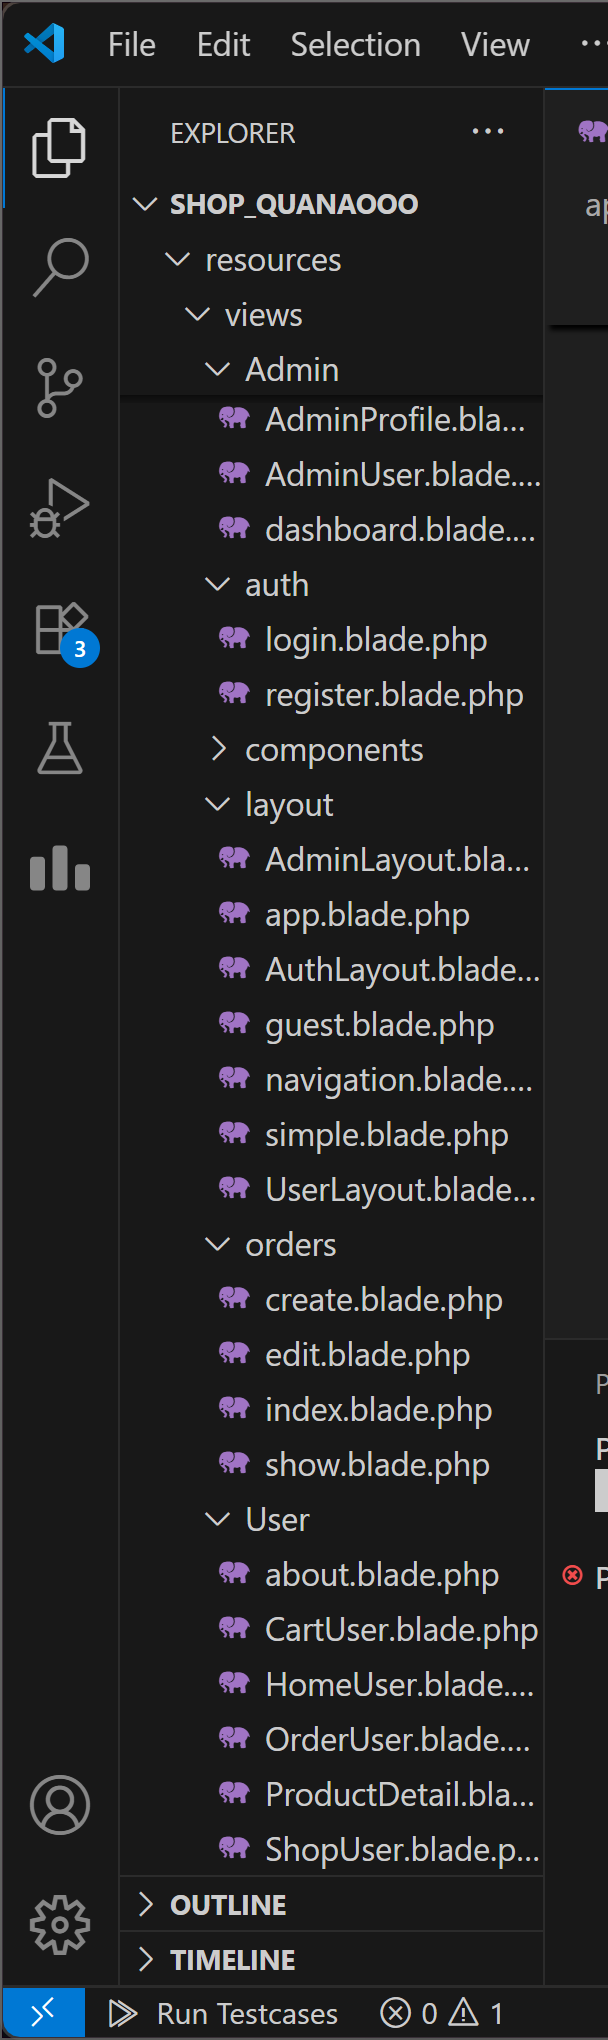 File Edit Selection View ...
EXPLORER ...
SHOP_QUANAOOO
ap
resources
views
Admin
AdminProfile.bla...
AdminUser.blade....
dashboard.blade....
auth
login.blade.php
register.blade.php
3
components
layout
AdminLayout.bla...
app.blade.php
AuthLayout.blade...
guest.blade.php
navigation.blade....
simple.blade.php
UserLayout.blade...
orders
create.blade.php
edit.blade.php
P
index.blade.php
P
show.blade.php
User
about.blade.php
P
CartUser.blade.php
HomeUser.blade....
OrderUser.blade....
ProductDetail.bla...
ShopUser.blade.p...
OUTLINE
TIMELINE
Run Testcases 0 1